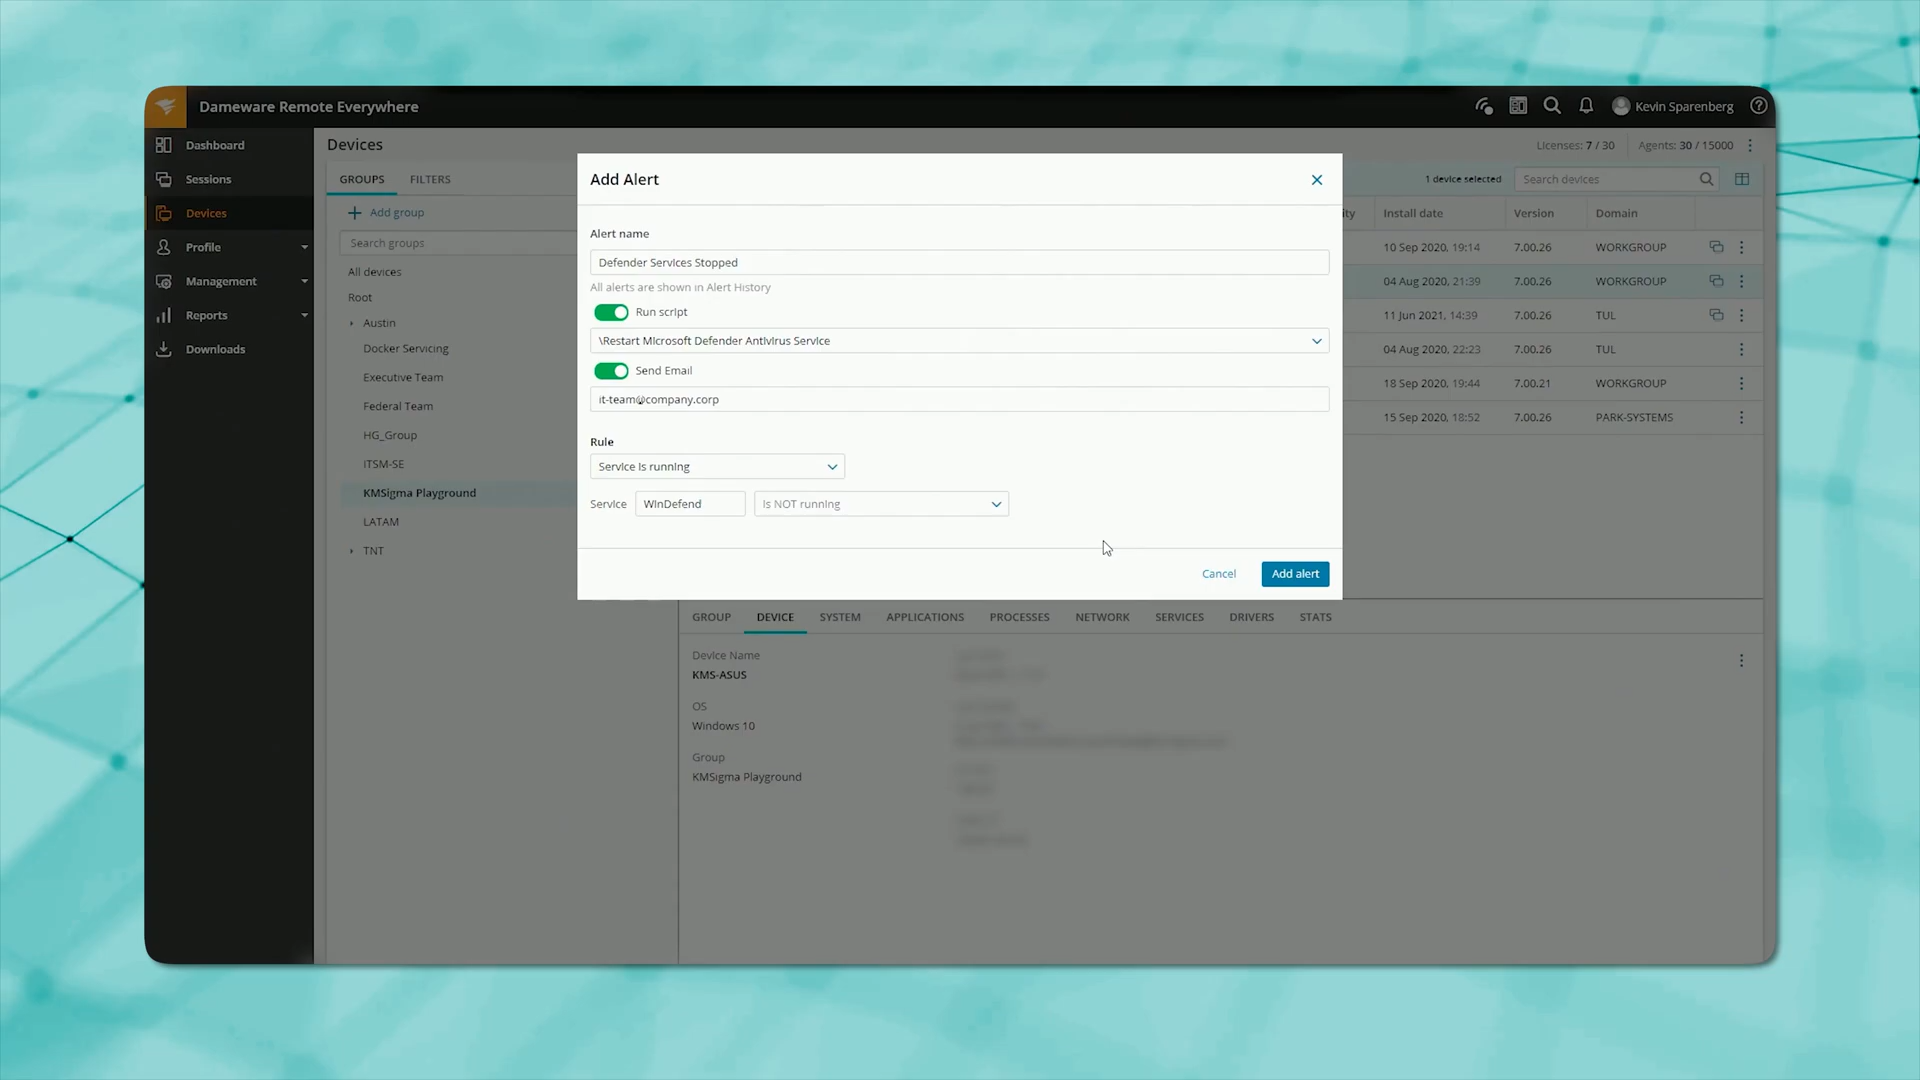 Dameware Remote Everywhere
Kevin Sparenberg
Dashboard
Sessions
Devices
Profile
Management
Reports
Downloads
Devices
Licenses: 7 / 30
Agents: 30 / 15000
GROUPS
FILTERS
1 device selected
Search devices
Add group
Search groups
All devices
Root
Austin
Docker Servicing
Executive Team
Federal Team
HG_Group
ITSM-SE
KMSigma Playground
LATAM
TNT
ity
Install date
Version
Domain
10 Sep 2020, 19:14
7.00.26
WORKGROUP
04 Aug 2020, 21:39
7.00.26
WORKGROUP
11 Jun 2021, 14:39
7.00.26
TUL
04 Aug 2020, 22:23
7.00.26
TUL
18 Sep 2020, 19:44
7.00.21
WORKGROUP
15 Sep 2020, 18:52
7.00.26
PARK-SYSTEMS
Add Alert
Alert name
Defender Services Stopped
All alerts are shown in Alert History
Run script
\Restart Microsoft Defender Antivirus Service
Send Email
it-team@company.corp
Rule
Service is running
Service
WinDefend
Is NOT running
Cancel
Add alert
GROUP
DEVICE
SYSTEM
APPLICATIONS
PROCESSES
NETWORK
SERVICES
DRIVERS
STATS
Device Name
KMS-ASUS
OS
Windows 10
Group
KMSigma Playground